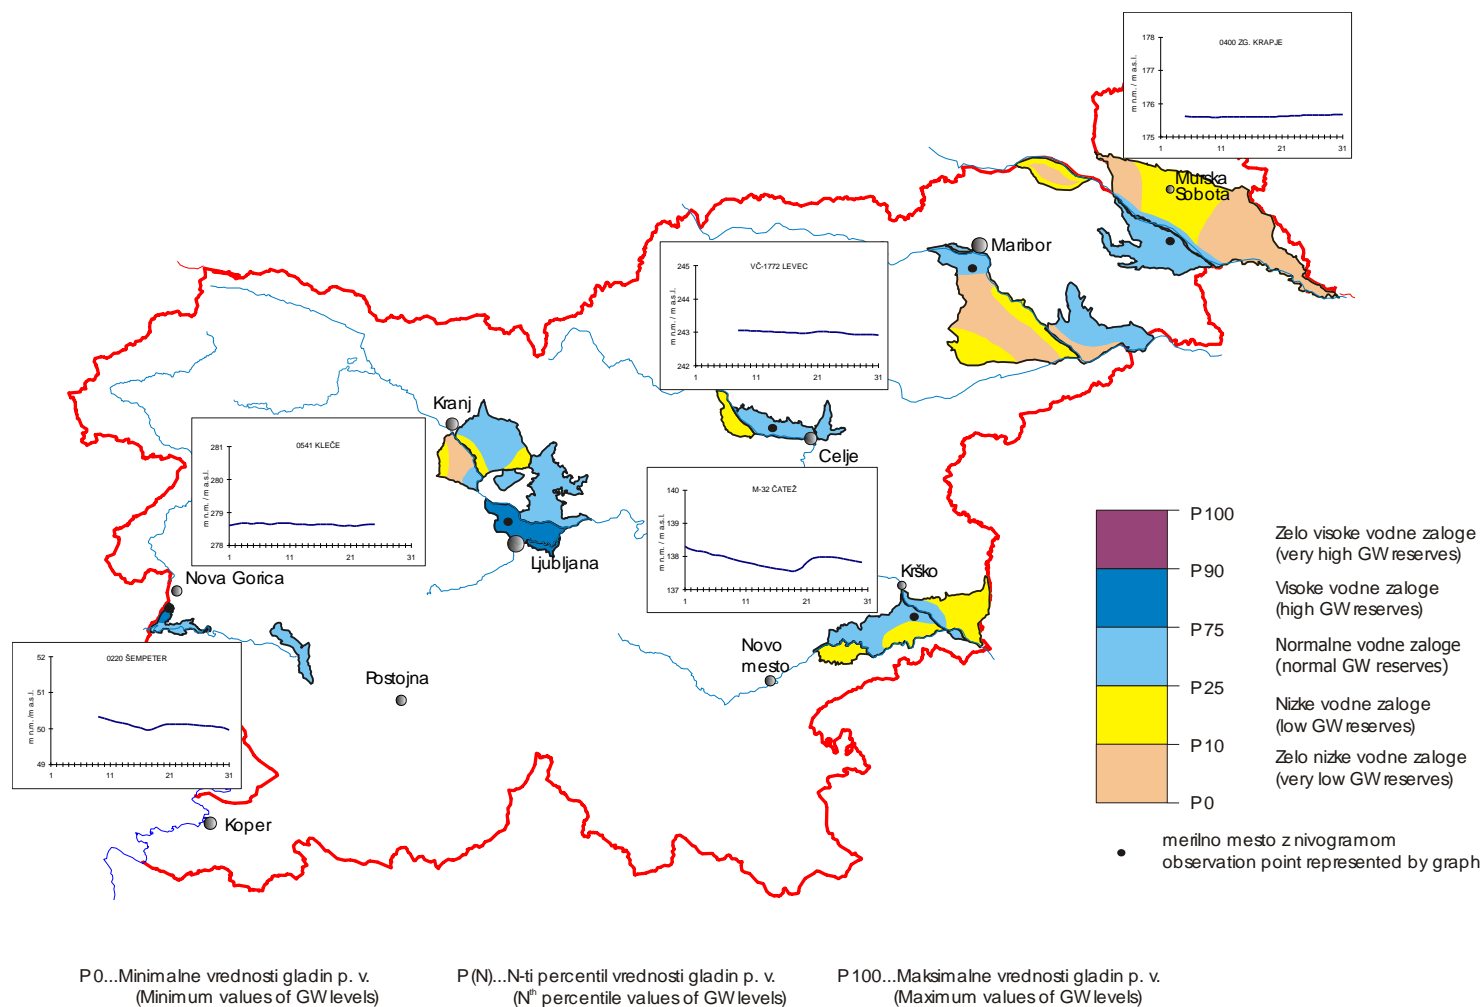 0400 ZG. KRAPJE
m n.m. / m a.s.l.
178
177
176
175
1
11
21
31
Murska
Sobota
Maribor
VČ-1772 LEVEC
m n.m. / m a.s.l.
245
244
243
242
1
11
21
31
Kranj
Celje
0541 KLEČE
m n.m. / m a.s.l.
281
280
279
278
1
11
21
31
M-32 ČATEŽ
m n.m. / m a.s.l.
140
139
138
137
1
11
21
31
Ljubljana
Nova Gorica
Krško
Novo
mesto
0220 ŠEMPETER
m n.m. /m a.s.l.
52
51
50
49
1
11
21
31
Postojna
Koper
P100
Zelo visoke vodne zaloge
(very high GW reserves)
P90
Visoke vodne zaloge
(high GW reserves)
P75
Normalne vodne zaloge
(normal GW reserves)
P25
Nizke vodne zaloge
(low GW reserves)
P10
Zelo nizke vodne zaloge
(very low GW reserves)
P0
merilno mesto z nivogramom
observation point represented by graph
P0...Minimalne vrednosti gladin p. v.
(Minimum values of GW levels)
P(N)...N-ti percentil vrednosti gladin p. v.
(Nth percentile values of GW levels)
P100...Maksimalne vrednosti gladin p. v.
(Maximum values of GW levels)